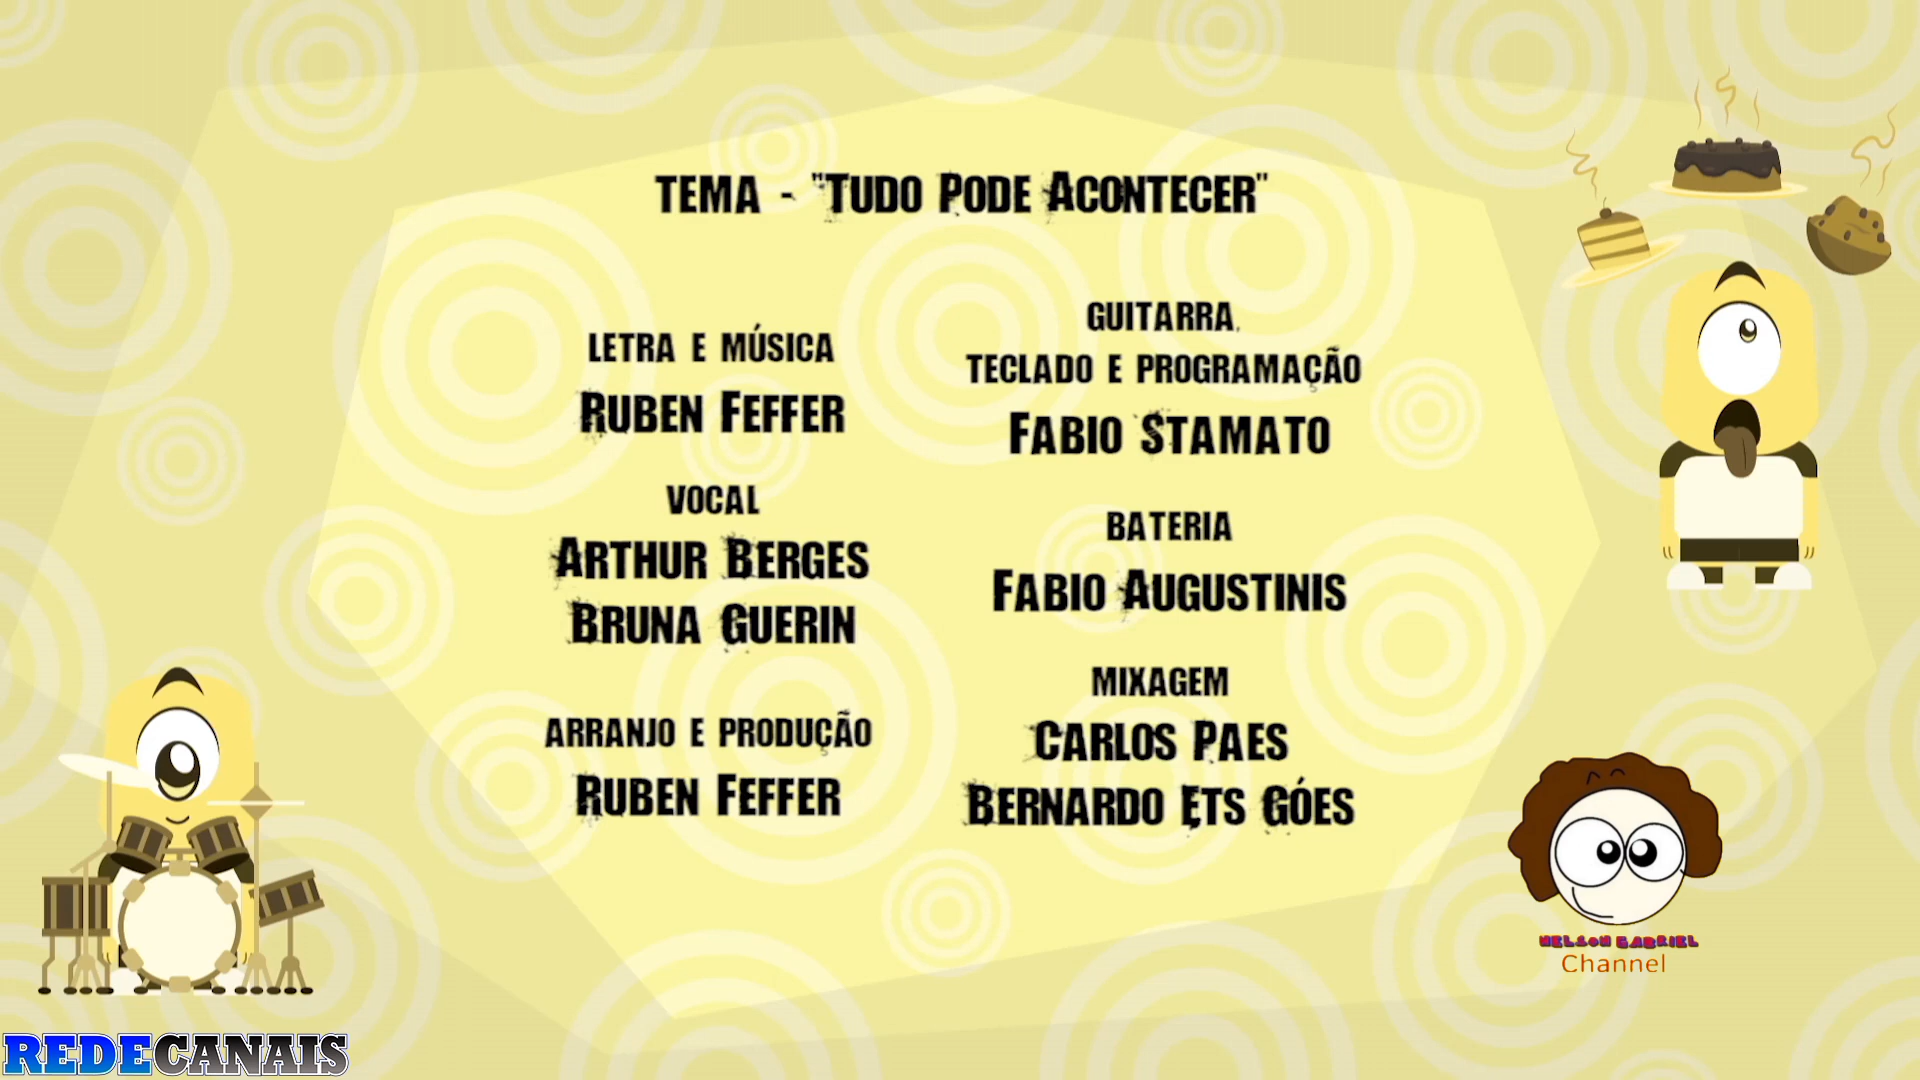 TEMA - "TUDO PODE ACONTECER"
LETRA E MÚSICA
RUBEN FEFFER
VOCAL
ARTHUR BERGES
BRUNA GUERIN
ARRANJO E PRODUÇÃO
RUBEN FEFFER
GUITARRA,
TECLADO E PROGRAMAÇÃO
FABIO STAMATO
BATERIA
FABIO AUGUSTINIS
MIXAGEM
CARLOS PAES
BERNARDO ETS GÓES
NELSON GABRIEL
Channel
REDECANAIS